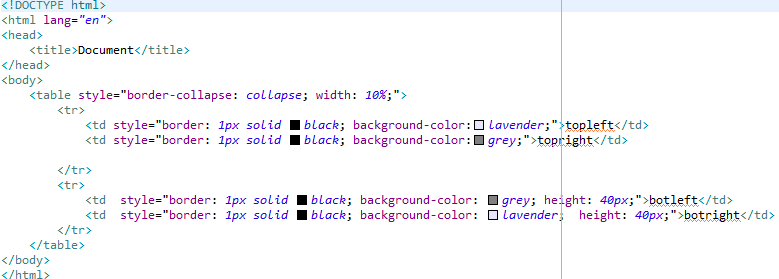 <!DOCTYPE html>
<html lang="en">
<head>
    <title>Document</title>
</head>
<body>
    <table style="border-collapse: collapse; width: 10%;">
        <tr>
            <td style="border: 1px solid black; background-color: lavender;">topleft</td>
            <td style="border: 1px solid black; background-color: grey;">topright</td>
        </tr>
        <tr>
            <td  style="border: 1px solid black; background-color: grey; height: 40px;">botleft</td>
            <td  style="border: 1px solid black; background-color: lavender;  height: 40px;">botright</td>
        </tr>
    </table>
</body>
</html>